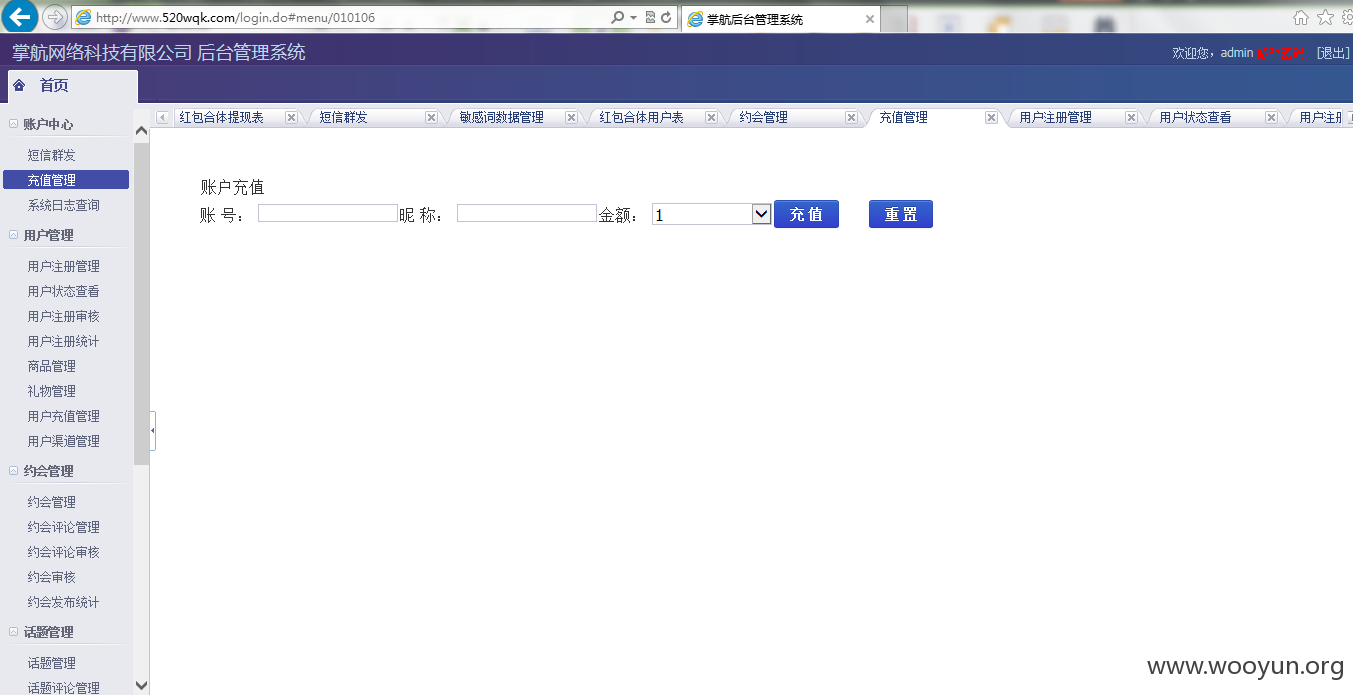 http://www.520wqk.com/login.do#menu/010106
掌航后台管理系统
掌航网络科技有限公司 后台管理系统
欢迎您，admin
[退出]
首页
红包合体提现表
短信群发
敏感词数据管理
红包合体用户表
约会管理
充值管理
用户注册管理
用户状态查看
用户注册
账户中心
短信群发
充值管理
系统日志查询
用户管理
用户注册管理
用户状态查看
用户注册审核
用户注册统计
商品管理
礼物管理
用户充值管理
用户渠道管理
约会管理
约会管理
约会评论管理
约会评论审核
约会审核
约会发布统计
话题管理
话题管理
话题评论管理
账户充值
账 号： 昵 称： 金额： 1 充 值 重 置
www.wooyun.org